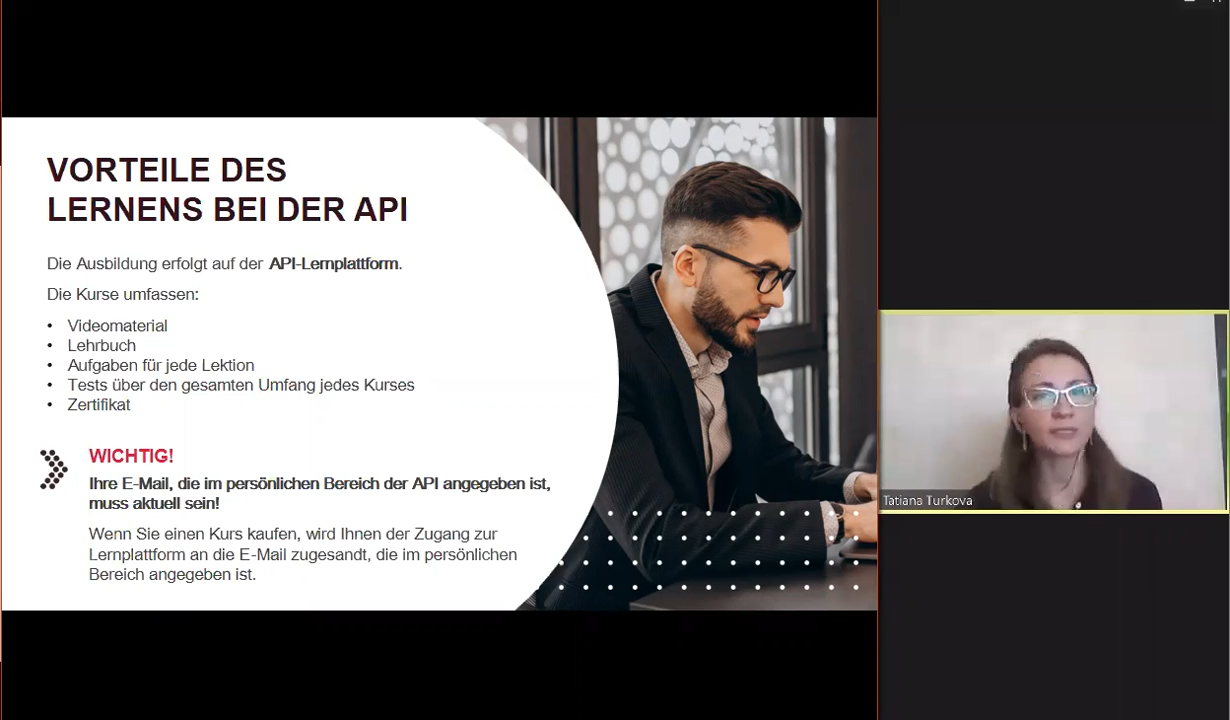 VORTEILE DES
LERNENS BEI DER API
Die Ausbildung erfolgt auf der API-Lernplattform.
Die Kurse umfassen:
• Videomaterial
• Lehrbuch
• Aufgaben für jede Lektion
• Tests über den gesamten Umfang jedes Kurses
• Zertifikat
WICHTIG!
Ihre E-Mail, die im persönlichen Bereich der API angegeben ist,
muss aktuell sein!
Wenn Sie einen Kurs kaufen, wird Ihnen der Zugang zur
Lernplattform an die E-Mail zugesandt, die im persönlichen
Bereich angegeben ist.
Tatiana Turkova